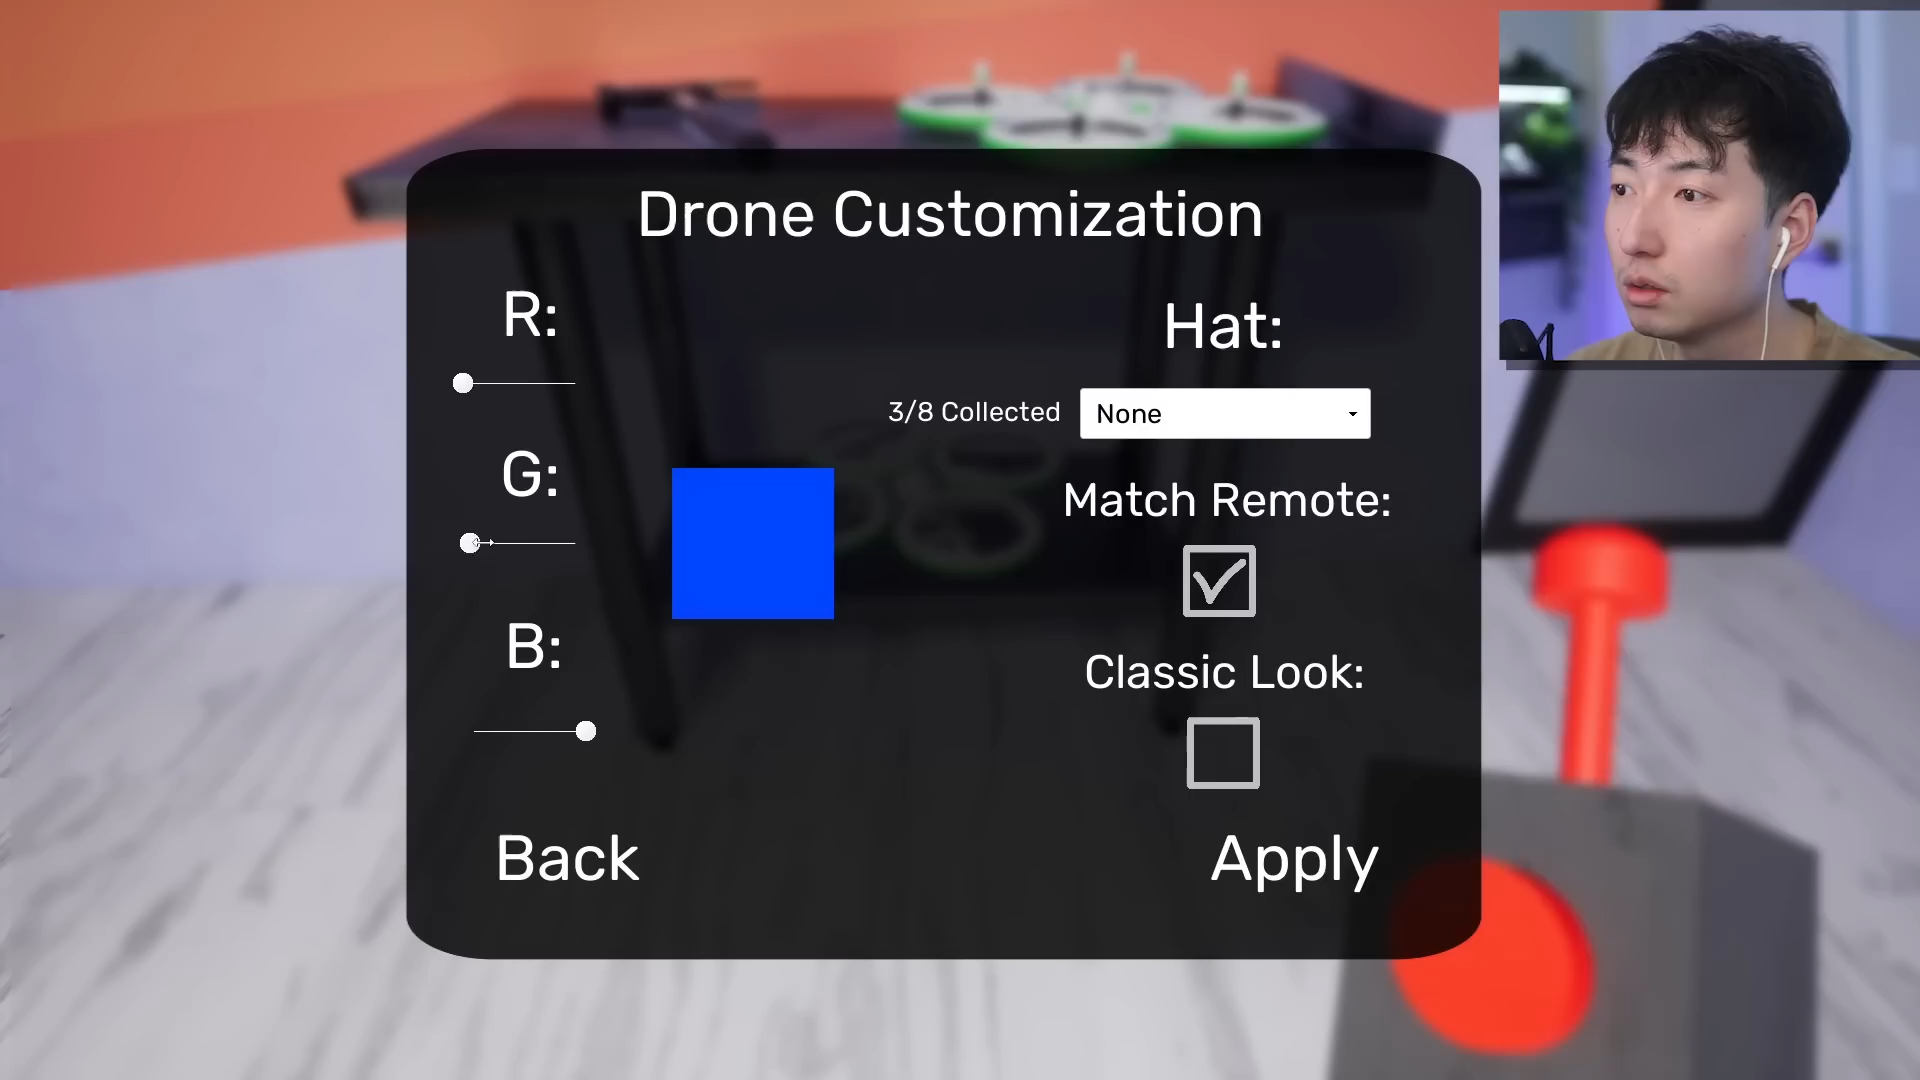 Drone Customization
R:
G:
B:
Hat:
3/8 Collected
None
Match Remote:
Classic Look:
Back
Apply